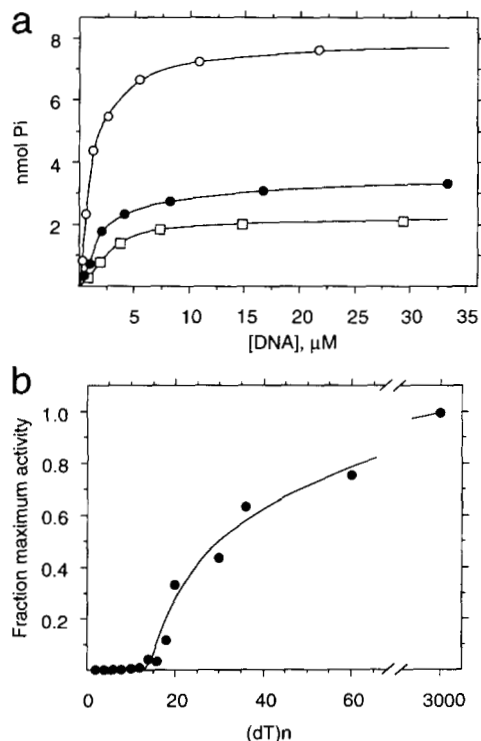 a
8
6
4
2
nmol Pi
5 10 15 20 25 30 35
[DNA], μM
b
1.0
0.8
0.6
0.4
0.2
Fraction maximum activity
0 20 40 60 3000
(dT)n